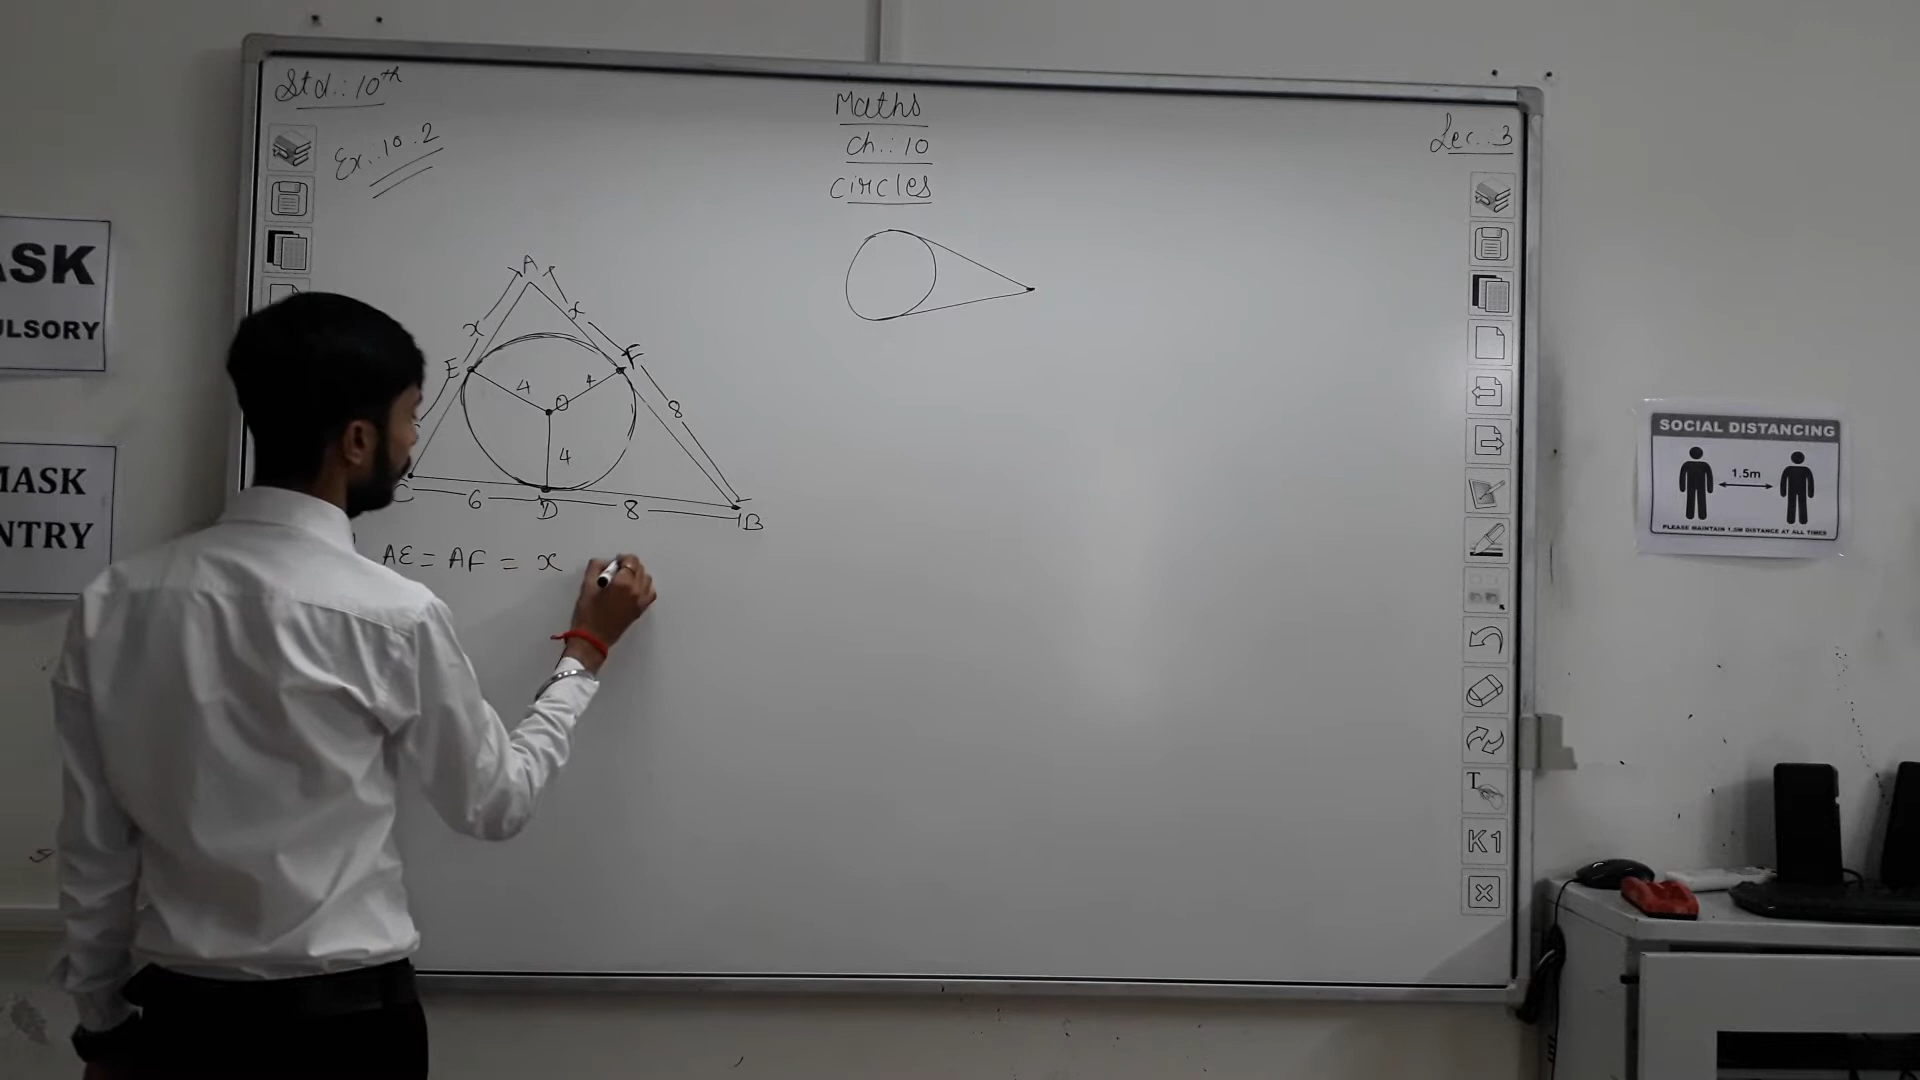 Std.: 10th
Maths
Lec. 3
Ex. 10.2
Ch.: 10
Circles
A
x
x
E
F
4
4
O
8
4
C
6
D
8
B
AE = AF = x
ASK
ULSORY
MASK
NTRY
SOCIAL DISTANCING
1.5m
PLEASE MAINTAIN 1.5M DISTANCE AT ALL TIMES
T
K1